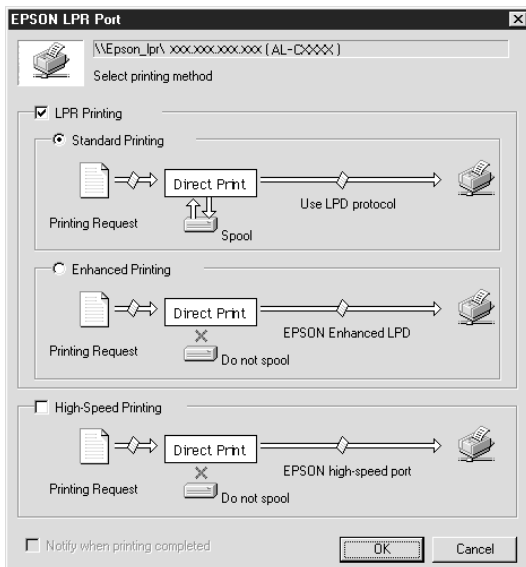 EPSON LPR Port
\\Epson_lpr\ xxx.xxx.xxx.xxx ( AL-CXXXX )
Select printing method
LPR Printing
Standard Printing
Direct Print
Use LPD protocol
Printing Request
Spool
Enhanced Printing
Direct Print
EPSON Enhanced LPD
Printing Request
Do not spool
High-Speed Printing
Direct Print
EPSON high-speed port
Printing Request
Do not spool
Notify when printing completed
OK
Cancel